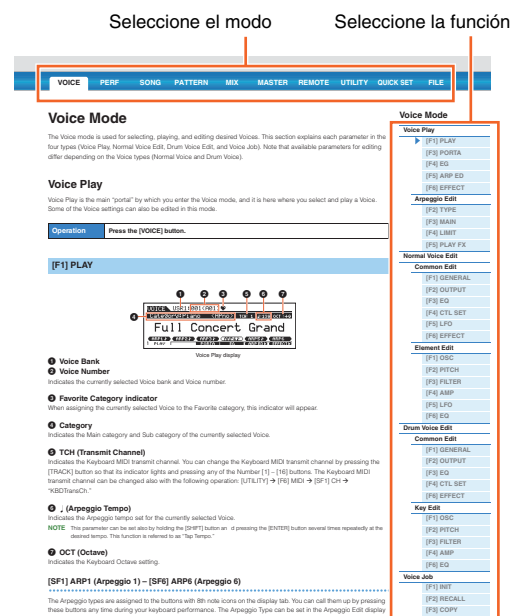 Seleccione el modo
Seleccione la función
VOICE PERF SONG PATTERN MIX MASTER REMOTE UTILITY QUICK SET FILE
Voice Mode
The Voice mode is used for selecting, playing, and editing desired Voices. This section explains each parameter in the
four types (Voice Play, Normal Voice Edit, Drum Voice Edit, and Voice Job). Note that available parameters for editing
differ depending on the Voice types (Normal Voice and Drum Voice).
Voice Play
Voice Play is the main "portal" by which you enter the Voice mode, and it is here where you select and play a Voice.
Some of the Voice settings can also be edited in this mode.
Operation Press the [VOICE] button.
[F1] PLAY
1 2 3 5 6 7
VOICE USR1:001(A01)
4
Full Concert Grand
Voice Play display
1 Voice Bank
2 Voice Number
Indicates the currently selected Voice bank and Voice number.
3 Favorite Category indicator
When assigning the currently selected Voice to the Favorite category, this indicator will appear.
4 Category
Indicates the Main category and Sub category of the currently selected Voice.
5 TCH (Transmit Channel)
Indicates the Keyboard MIDI transmit channel. You can change the Keyboard MIDI transmit channel by pressing the
[TRACK] button so that its indicator lights and pressing any of the Number [1] – [16] buttons. The Keyboard MIDI
transmit channel can be changed also with the following operation: [UTILITY] → [F6] MIDI → [SF1] CH →
"KBDTransCh."
6 ♩ (Arpeggio Tempo)
Indicates the Arpeggio tempo set for the currently selected Voice.
NOTE This parameter can be set also by holding the [SHIFT] button an d pressing the [ENTER] button several times repeatedly at the
desired tempo. This function is referred to as "Tap Tempo."
7 OCT (Octave)
Indicates the Keyboard Octave setting.
[SF1] ARP1 (Arpeggio 1) – [SF6] ARP6 (Arpeggio 6)
The Arpeggio types are assigned to the buttons with 8th note icons on the display tab. You can call them up by pressing
these buttons any time during your keyboard performance. The Arpeggio Type can be set in the Arpeggio Edit display
Voice Mode
Voice Play
[F1] PLAY
[F3] PORTA
[F4] EG
[F5] ARP ED
[F6] EFFECT
Arpeggio Edit
[F2] TYPE
[F3] MAIN
[F4] LIMIT
[F5] PLAY FX
Normal Voice Edit
Common Edit
[F1] GENERAL
[F2] OUTPUT
[F3] EQ
[F4] CTL SET
[F5] LFO
[F6] EFFECT
Element Edit
[F1] OSC
[F2] PITCH
[F3] FILTER
[F4] AMP
[F5] LFO
[F6] EQ
Drum Voice Edit
Common Edit
[F1] GENERAL
[F2] OUTPUT
[F3] EQ
[F4] CTL SET
[F6] EFFECT
Key Edit
[F1] OSC
[F2] PITCH
[F3] FILTER
[F4] AMP
[F6] EQ
Voice Job
[F1] INIT
[F2] RECALL
[F3] COPY